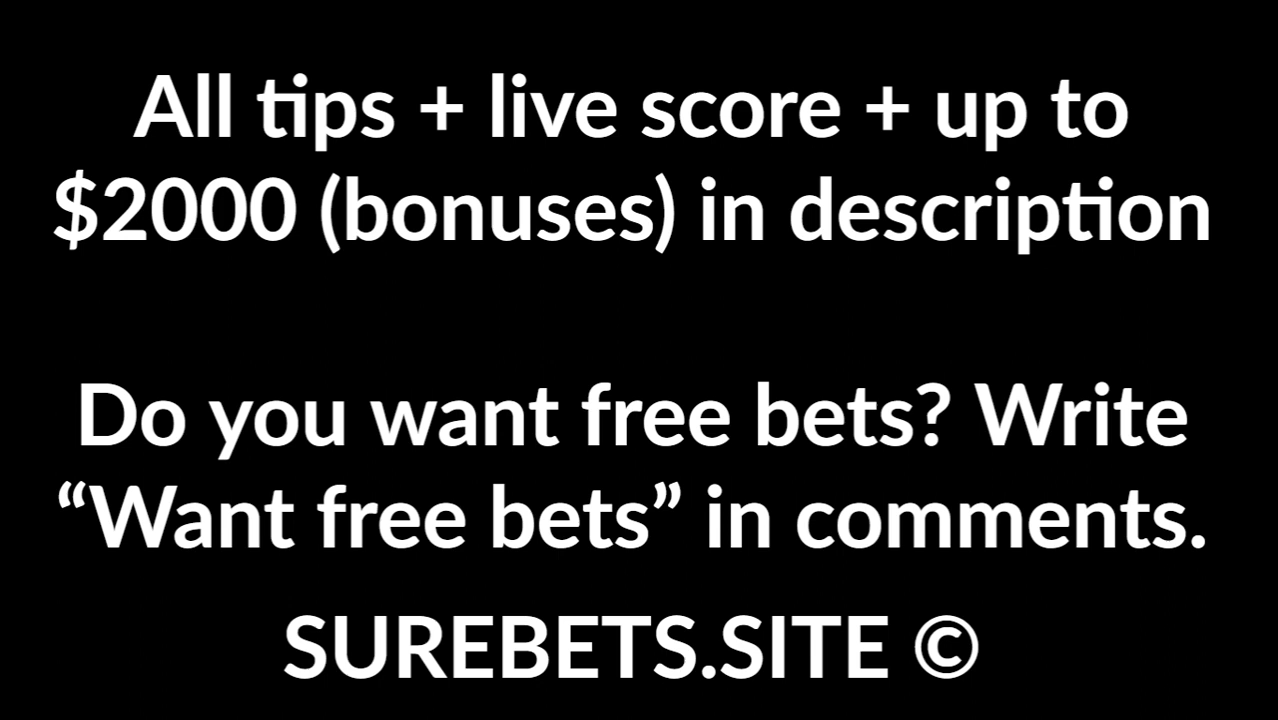 All tips + live score + up to
$2000 (bonuses) in description
Do you want free bets? Write
“Want free bets” in comments.
SUREBETS.SITE ©